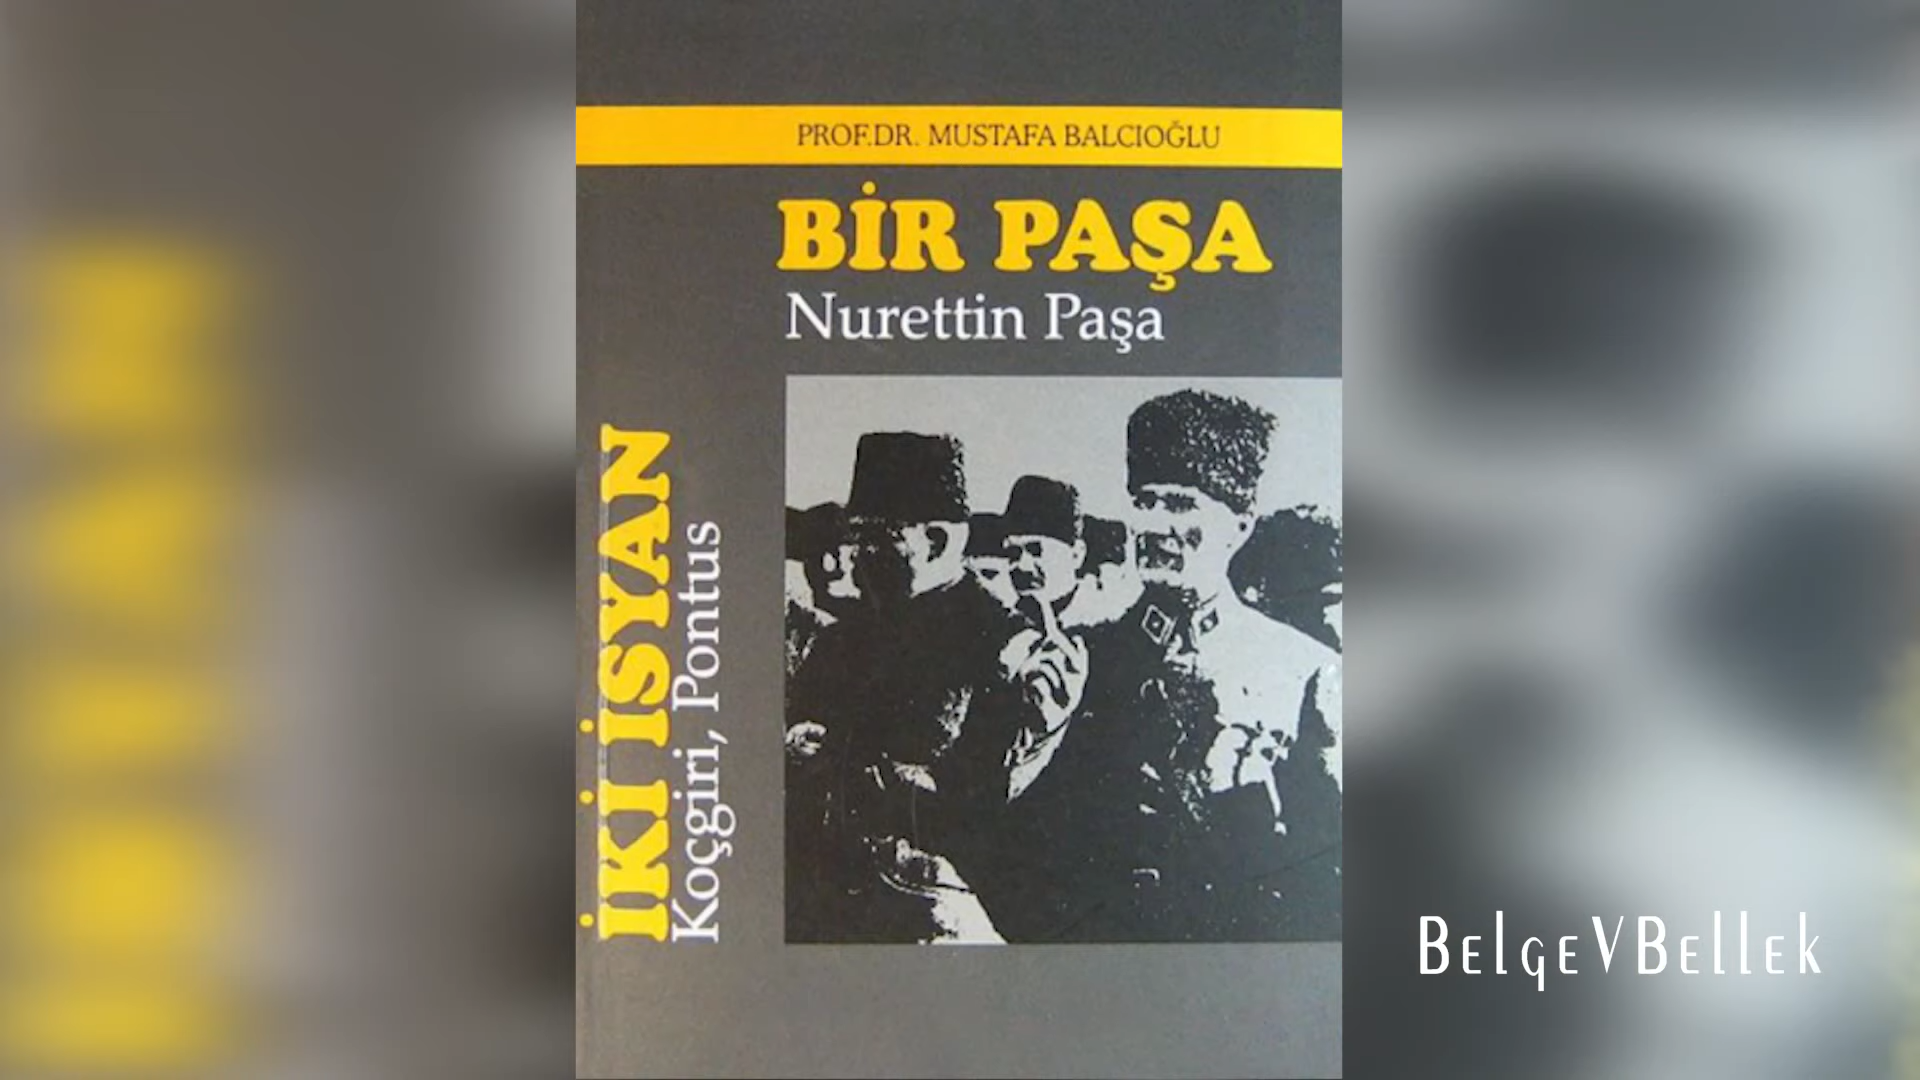 PROF.DR. MUSTAFA BALCIOĞLU
BİR PAŞA
Nurettin Paşa
İKİ İSYAN
Koçgiri, Pontus
BelgeVBellek